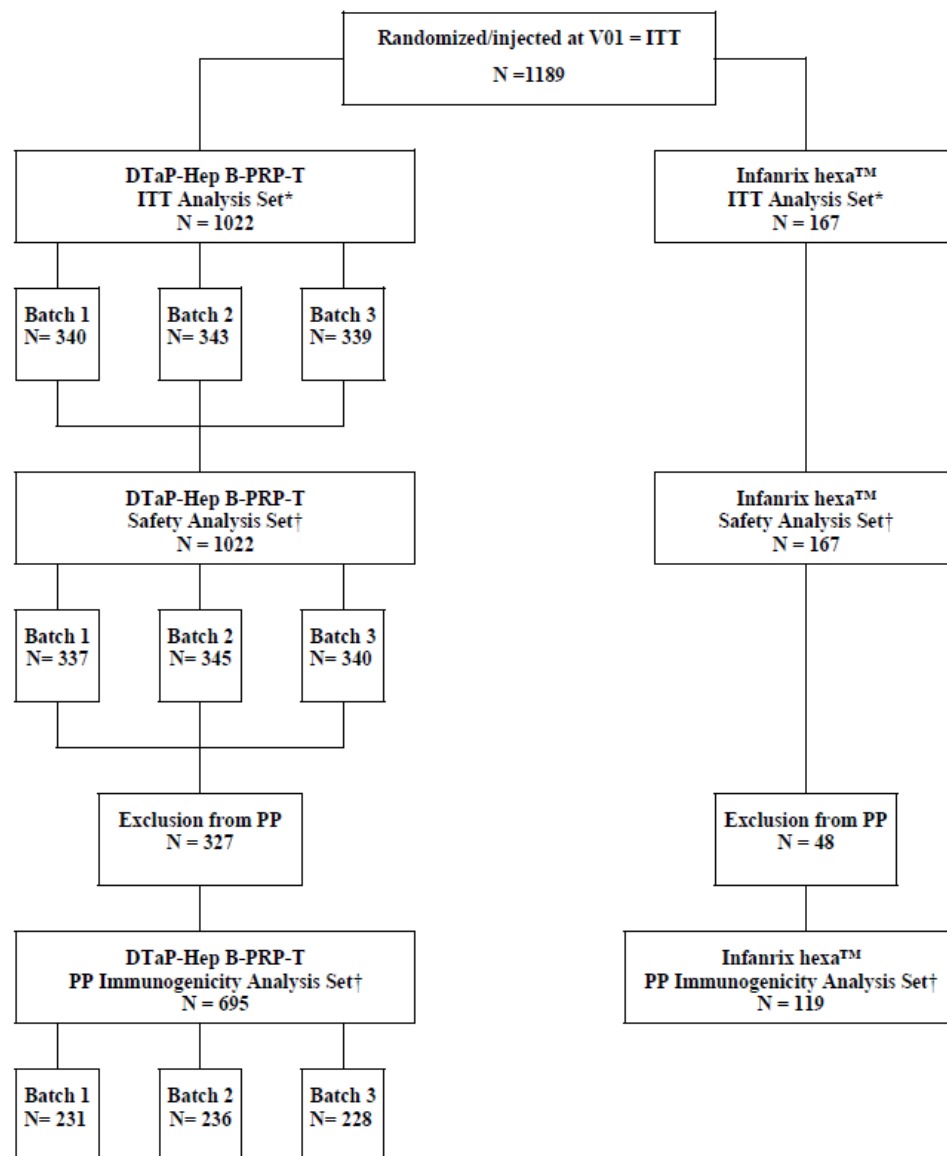 Randomized/injected at V01 = ITT
N =1189
DTaP-Hep B-PRP-T
ITT Analysis Set*
N = 1022
Infanrix hexa™
ITT Analysis Set*
N = 167
Batch 1
N= 340
Batch 2
N= 343
Batch 3
N= 339
DTaP-Hep B-PRP-T
Safety Analysis Set†
N = 1022
Infanrix hexa™
Safety Analysis Set†
N = 167
Batch 1
N= 337
Batch 2
N= 345
Batch 3
N= 340
Exclusion from PP
N = 327
Exclusion from PP
N = 48
DTaP-Hep B-PRP-T
PP Immunogenicity Analysis Set†
N = 695
Infanrix hexa™
PP Immunogenicity Analysis Set†
N = 119
Batch 1
N= 231
Batch 2
N= 236
Batch 3
N= 228